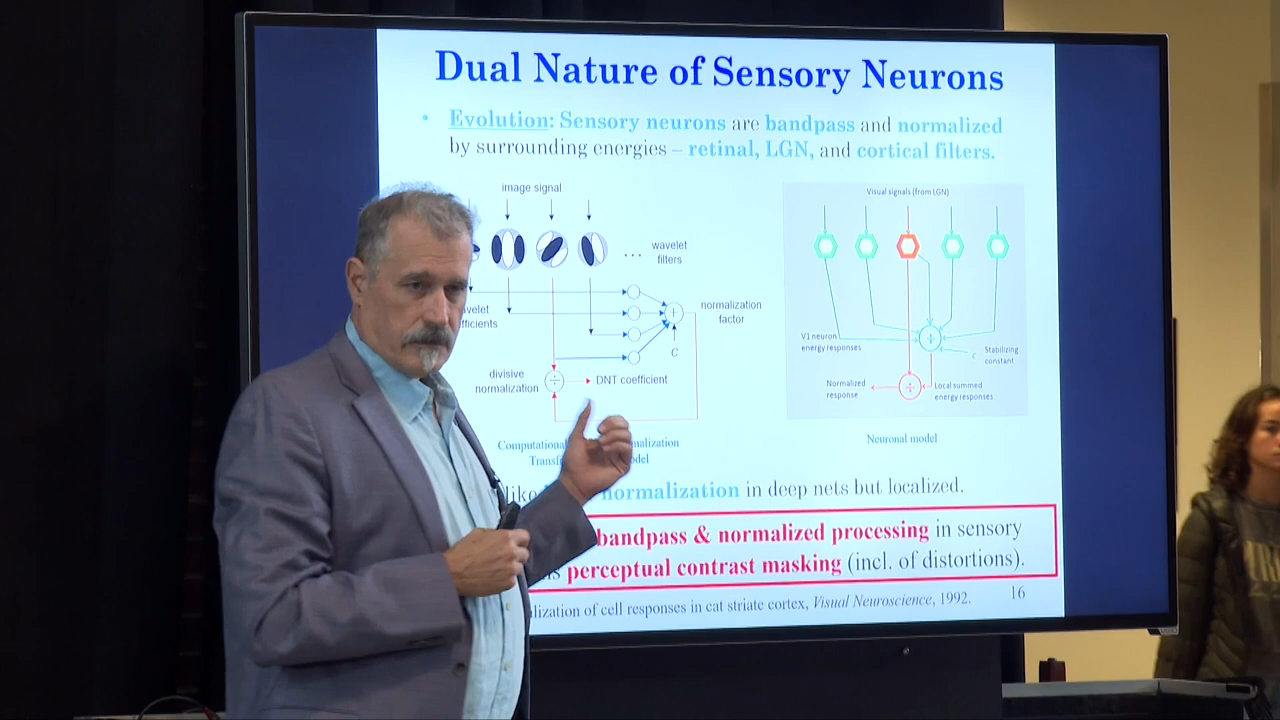 Dual Nature of Sensory Neurons
• Evolution: Sensory neurons are bandpass and normalized
by surrounding energies – retinal, LGN, and cortical filters.
image signal
... wavelet
filters
normalization
factor
C
divisive
normalization
÷
DNT coefficient
+
Computational
Visual signals (from LGN)
V1 neuron
energy responses
÷
C
Stabilizing
constant
Normalized
response
÷
Local summed
energy responses
Neuronal model
like normalization in deep nets but localized.
bandpass & normalized processing in sensory
perceptual contrast masking (incl. of distortions).
of cell responses in cat striate cortex, Visual Neuroscience, 1992.
16